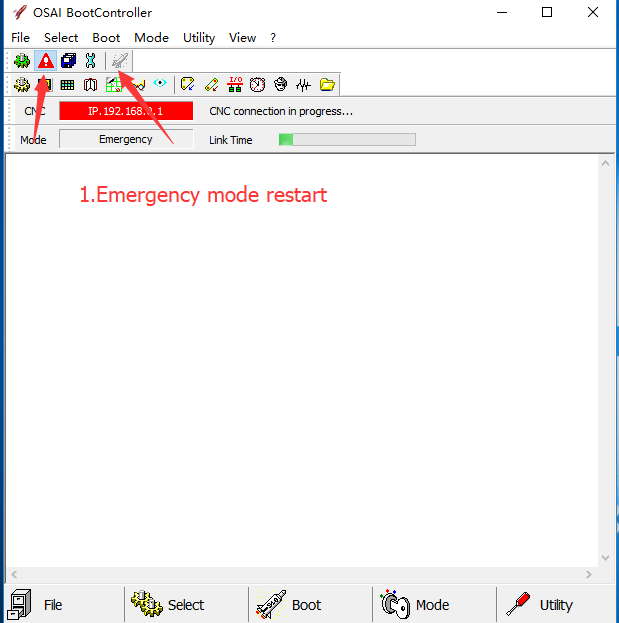 OSAI BootController
File Select Boot Mode Utility View ?
CNC IP.192.168.0.1 CNC connection in progress...
Mode Emergency Link Time
1.Emergency mode restart
File Select Boot Mode Utility